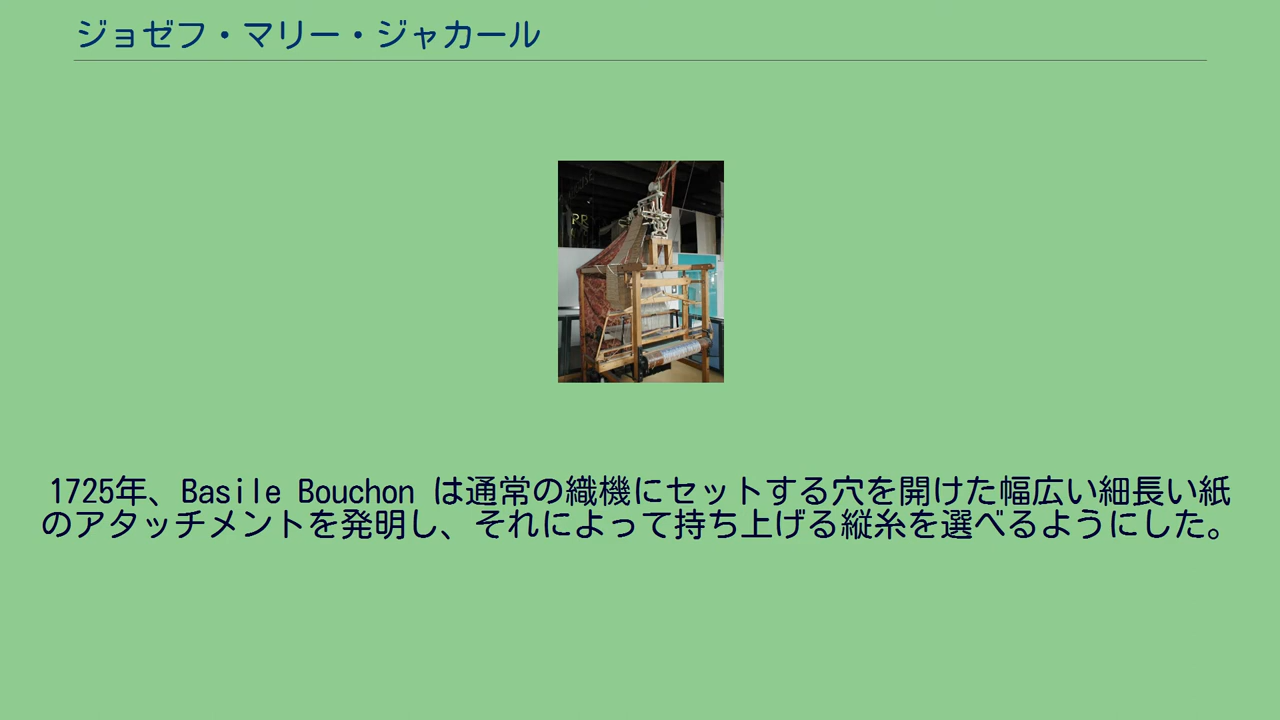 ジョゼフ・マリー・ジャカール
PR
1725年、Basile Bouchon は通常の織機にセットする穴を開けた幅広い細長い紙
のアタッチメントを発明し、それによって持ち上げる縦糸を選べるようにした。